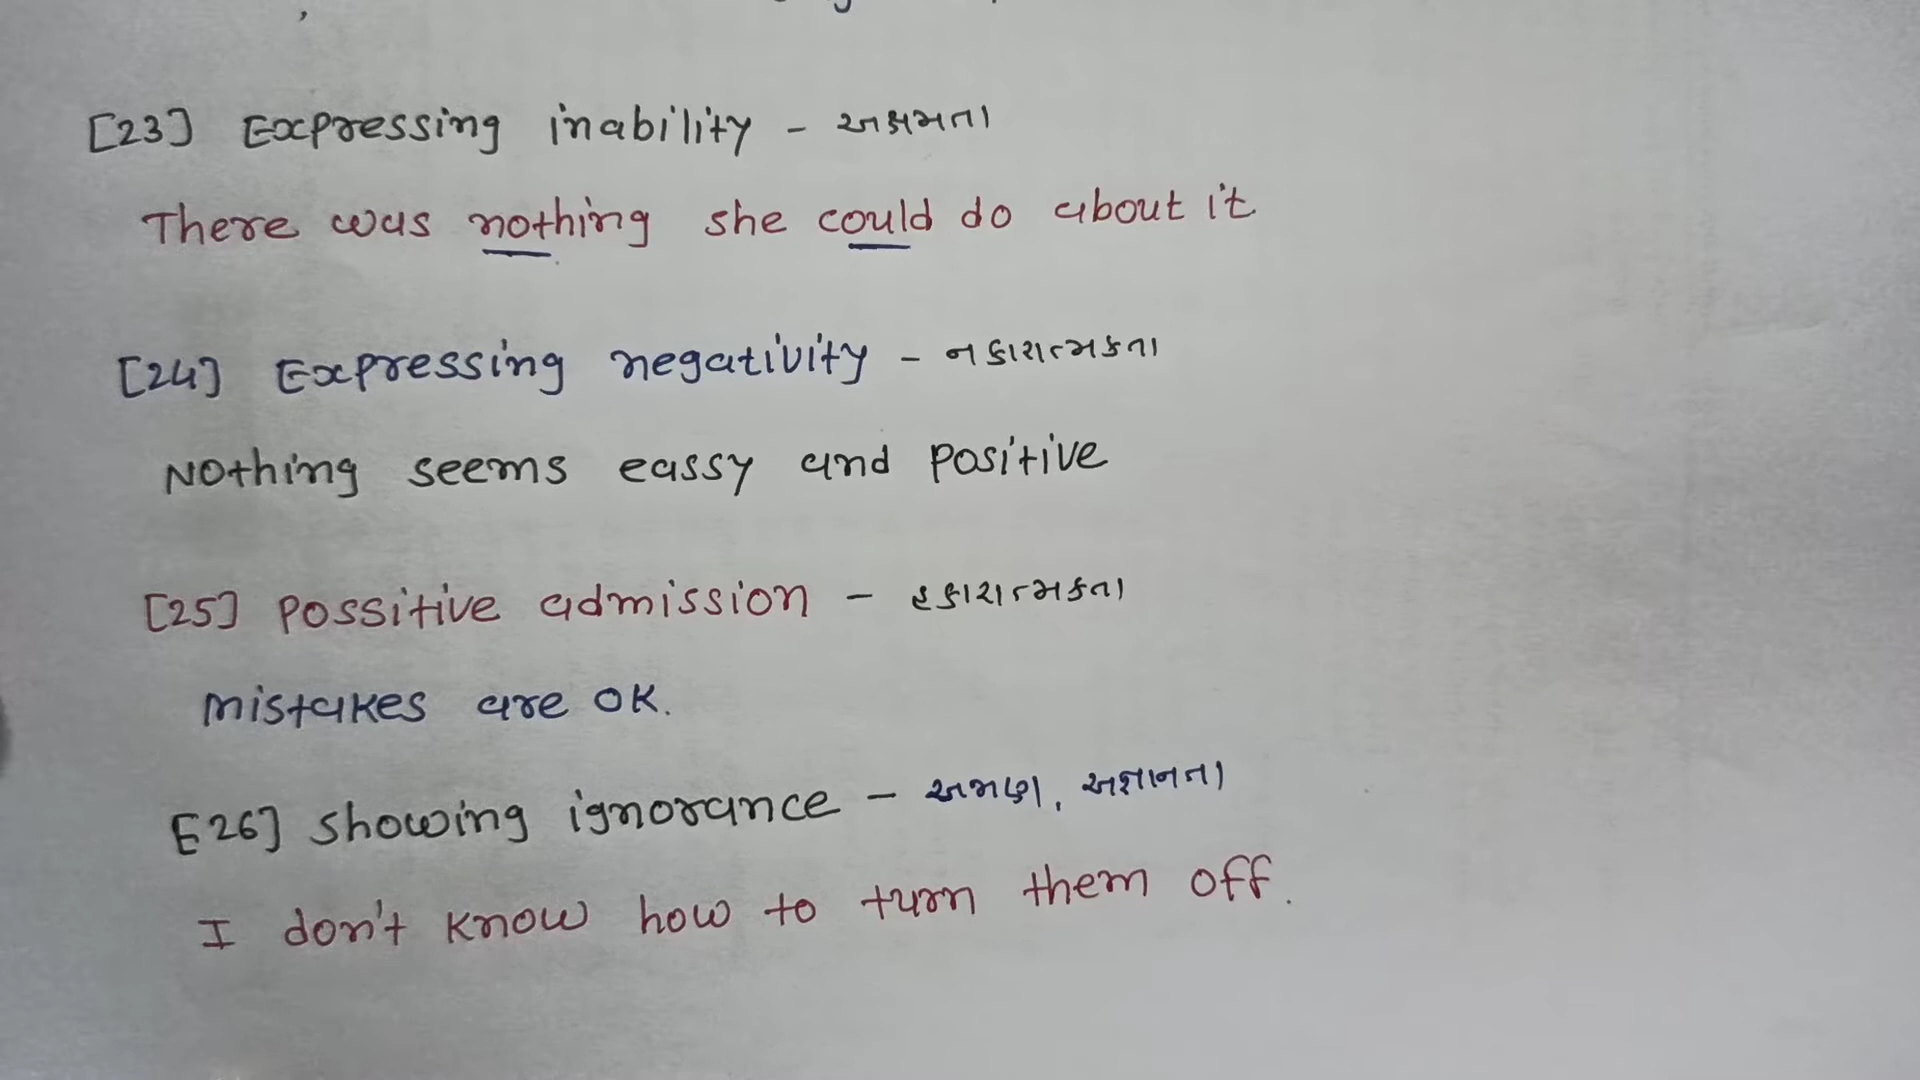 [23] Expressing inability - અક્ષમતા
There was nothing she could do about it
[24] Expressing negativity - નકારાત્મકતા
Nothing seems eassy and positive
[25] Possitive admission - હકારાત્મકતા
Mistakes are OK.
[26] Showing ignorance - અજાણ, અજ્ઞાનતા
I don't know how to turn them off.